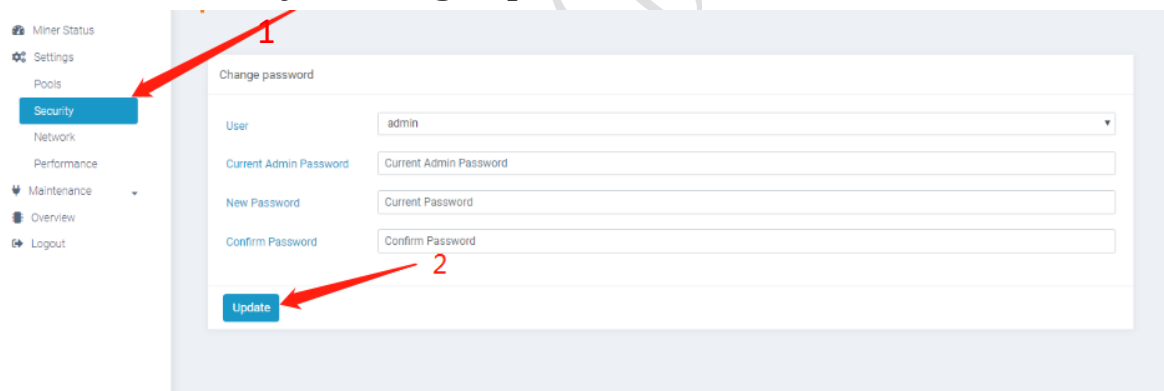 Miner Status
Settings
Pools
Security
Network
Performance
Maintenance
Overview
Logout
1
Change password
User admin
Current Admin Password Current Admin Password
New Password Current Password
Confirm Password Confirm Password
2
Update